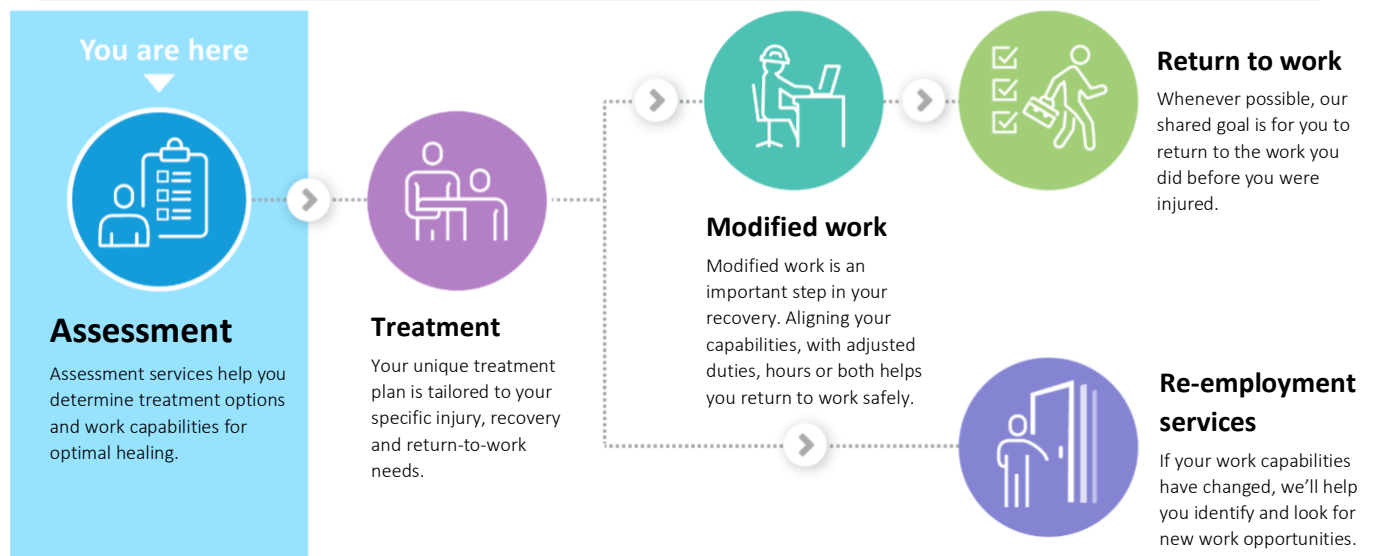 You are here
Assessment
Assessment services help you
determine treatment options
and work capabilities for
optimal healing.
Treatment
Your unique treatment
plan is tailored to your
specific injury, recovery
and return-to-work
needs.
Modified work
Modified work is an
important step in your
recovery. Aligning your
capabilities, with adjusted
duties, hours or both helps
you return to work safely.
Return to work
Whenever possible, our
shared goal is for you to
return to the work you
did before you were
injured.
Re-employment
services
If your work capabilities
have changed, we’ll help
you identify and look for
new work opportunities.